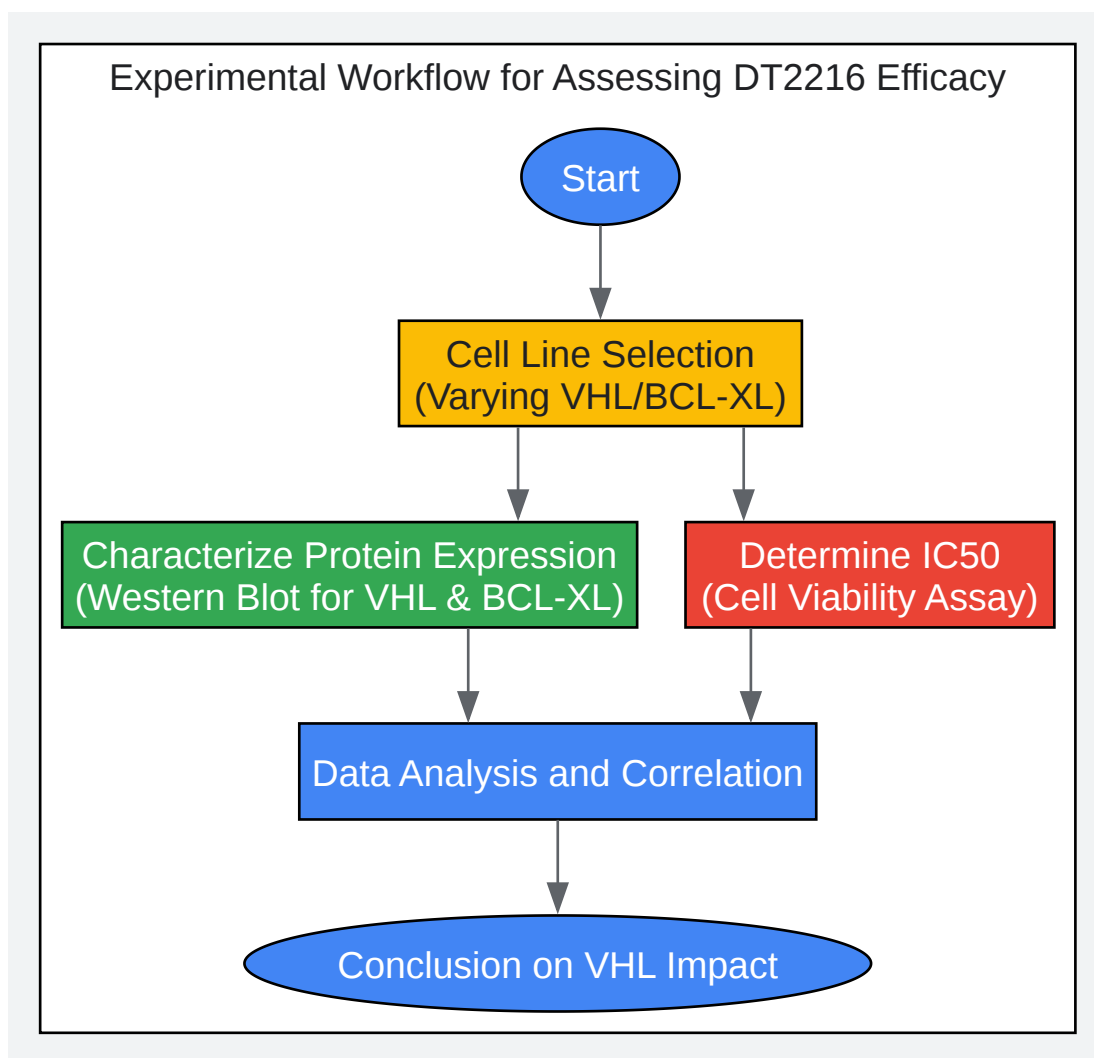 Experimental Workflow for Assessing DT2216 Efficacy
Start
Cell Line Selection
(Varying VHL/BCL-XL)
Characterize Protein Expression
(Western Blot for VHL & BCL-XL)
Determine IC50
(Cell Viability Assay)
Data Analysis and Correlation
Conclusion on VHL Impact